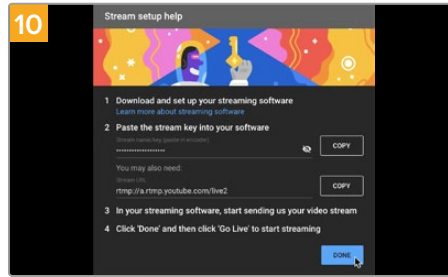 10
Stream setup help
1 Download and set up your streaming software
Learn more about streaming software
2 Paste the stream key into your software
Stream name/key (paste in encoder)
••••••••••••••••••••
COPY
You may also need:
Stream URL
rtmp://a.rtmp.youtube.com/live2
COPY
3 In your streaming software, start sending us your video stream
4 Click 'Done' and then click 'Go Live' to start streaming
DONE